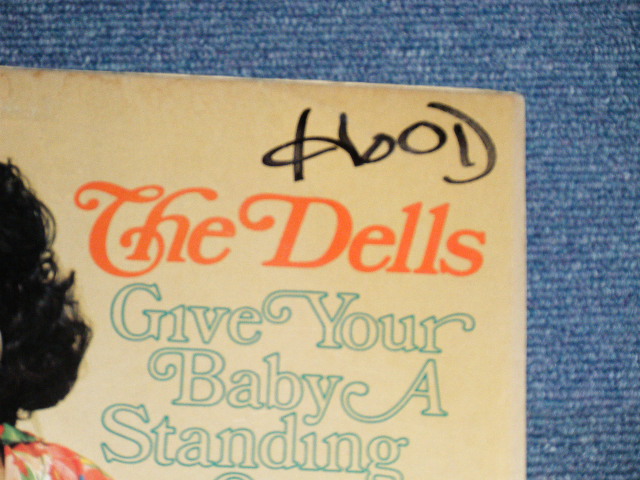 HOOD
The Dells
Give Your
Baby A
Standing